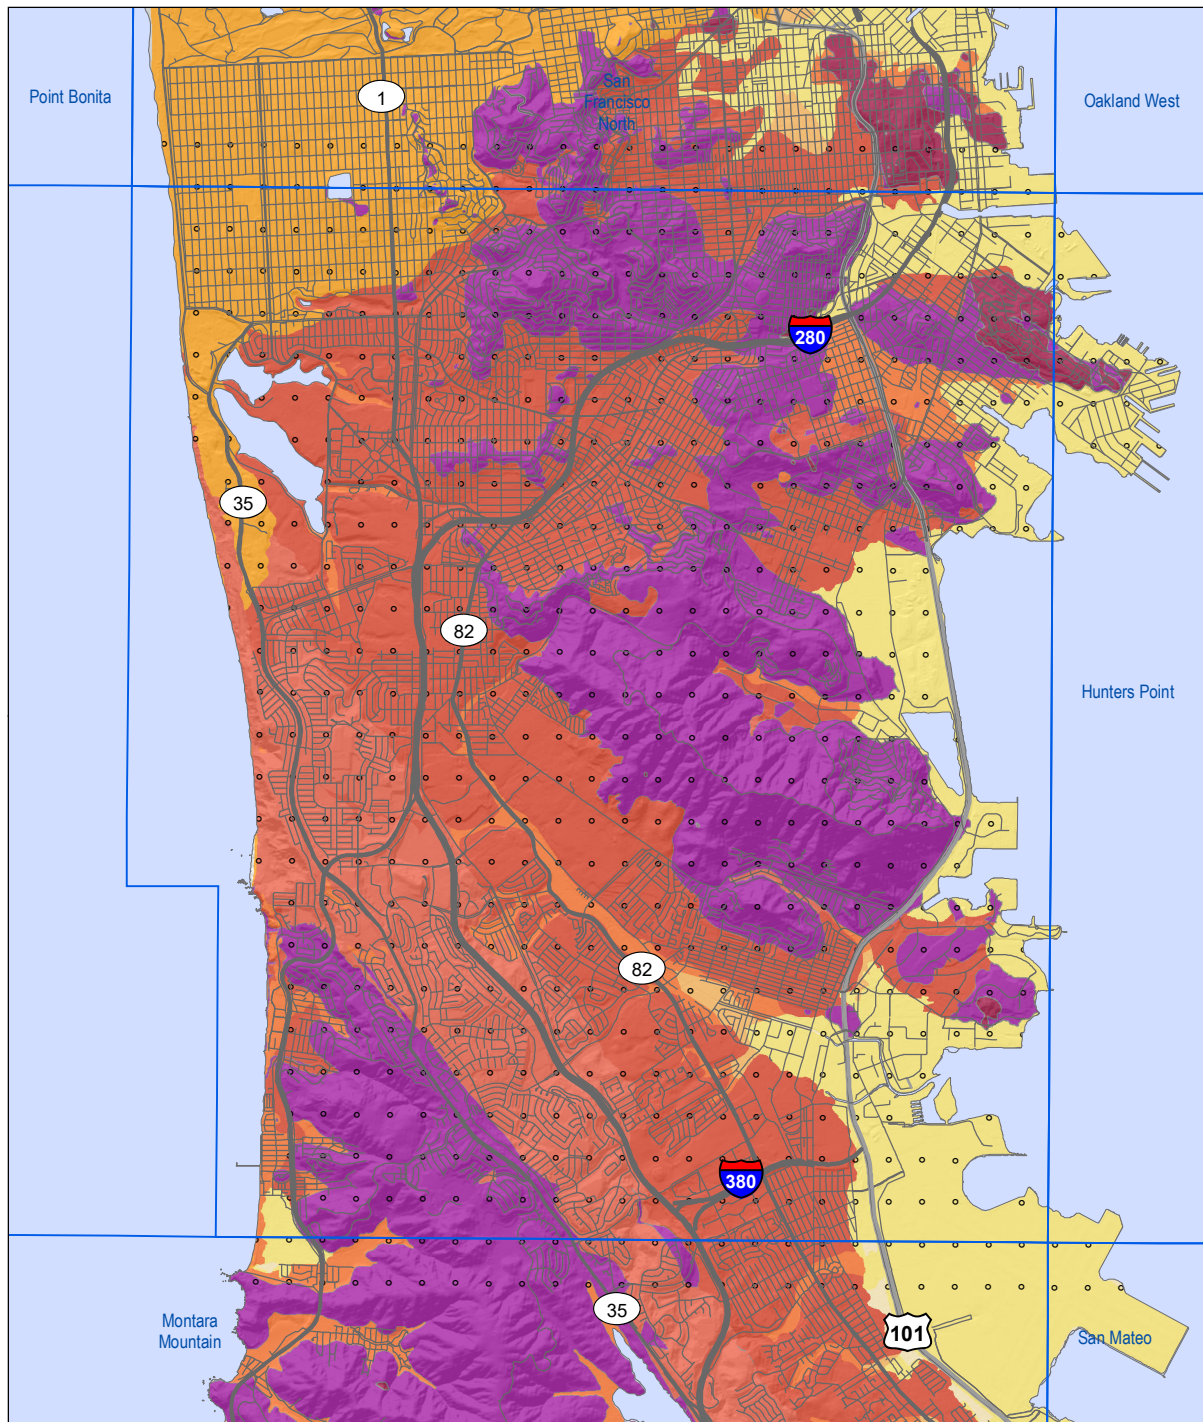 Point Bonita
1
San
Francisco
North
Oakland West
280
35
82
Hunters Point
82
380
35
Montara
Mountain
101
San Mateo